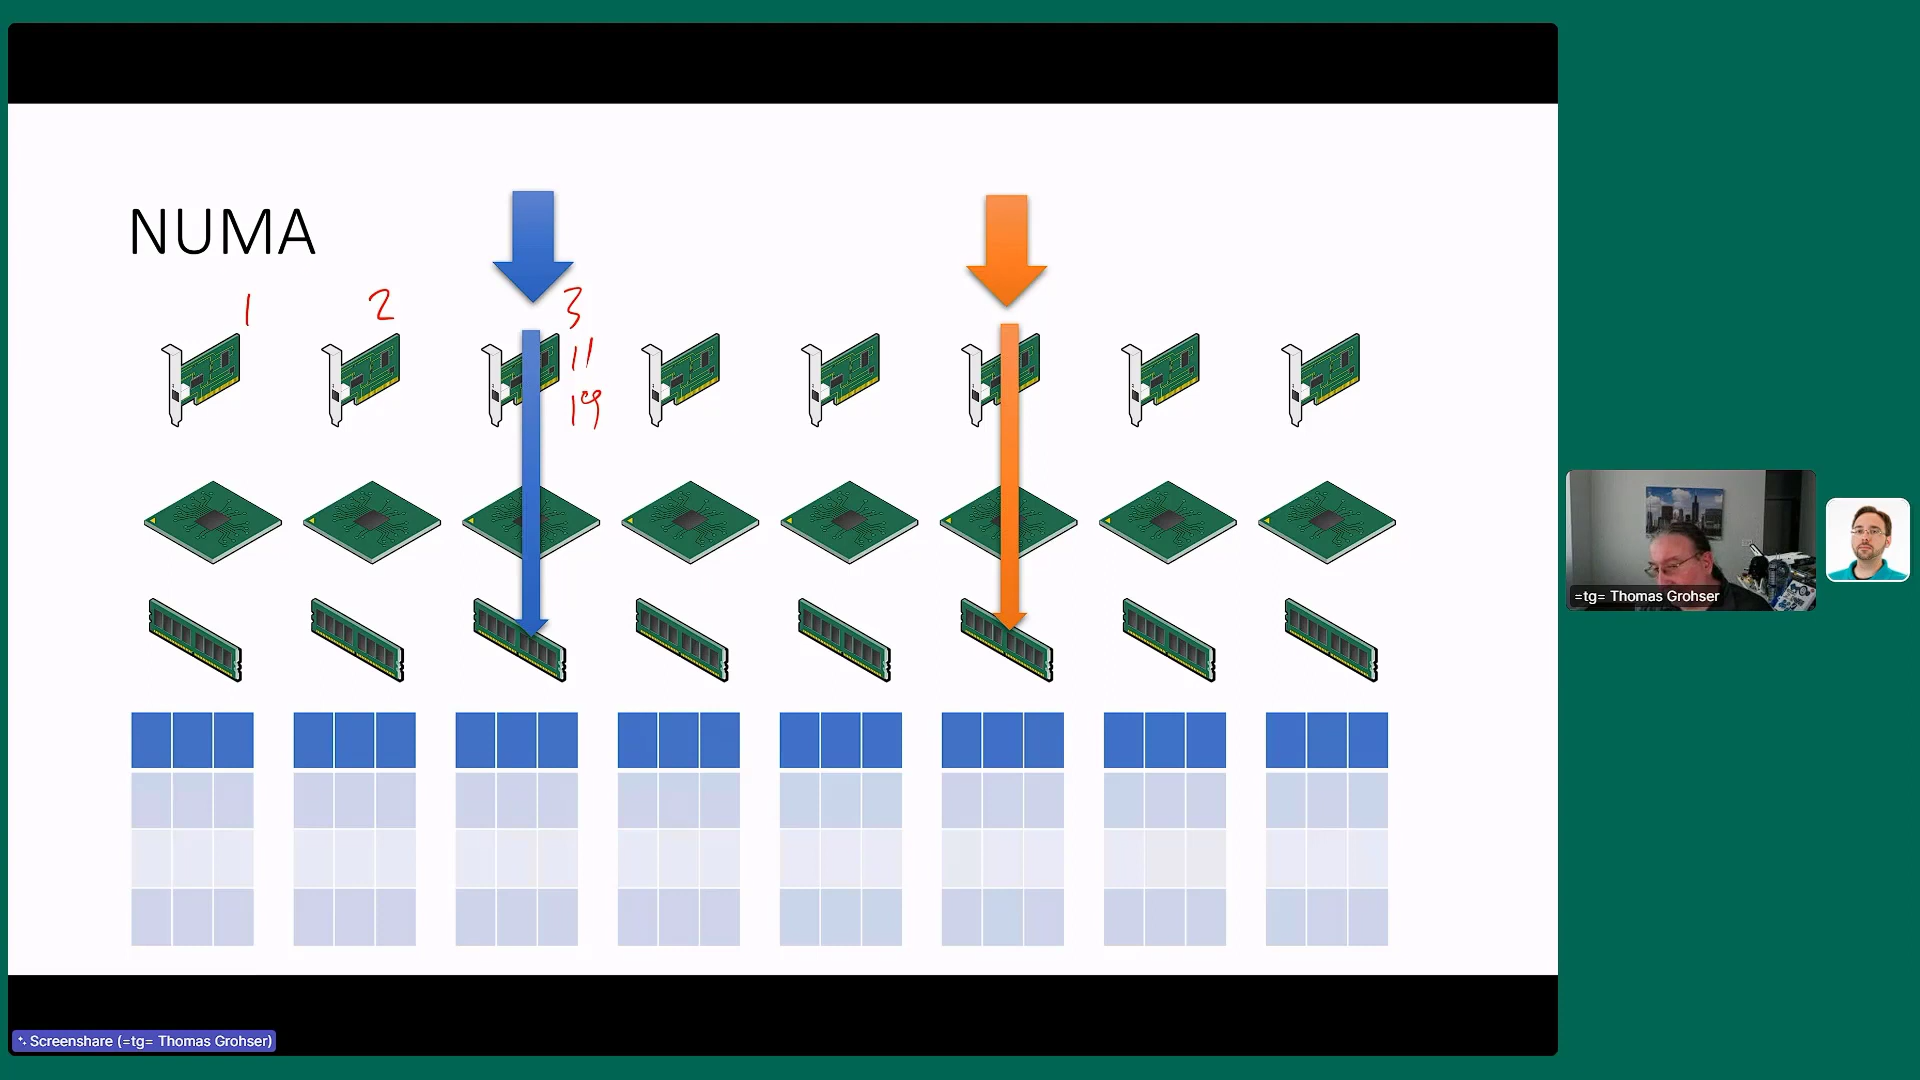 NUMA
1
2
3
11
19
=tg= Thomas Grohser
Screenshare (=tg= Thomas Grohser)